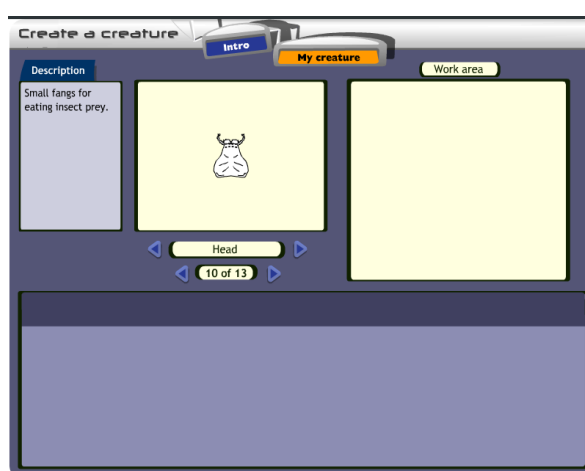 Create a creature
Intro
My creature
Description
Work area
Small fangs for
eating insect prey.
Head
10 of 13